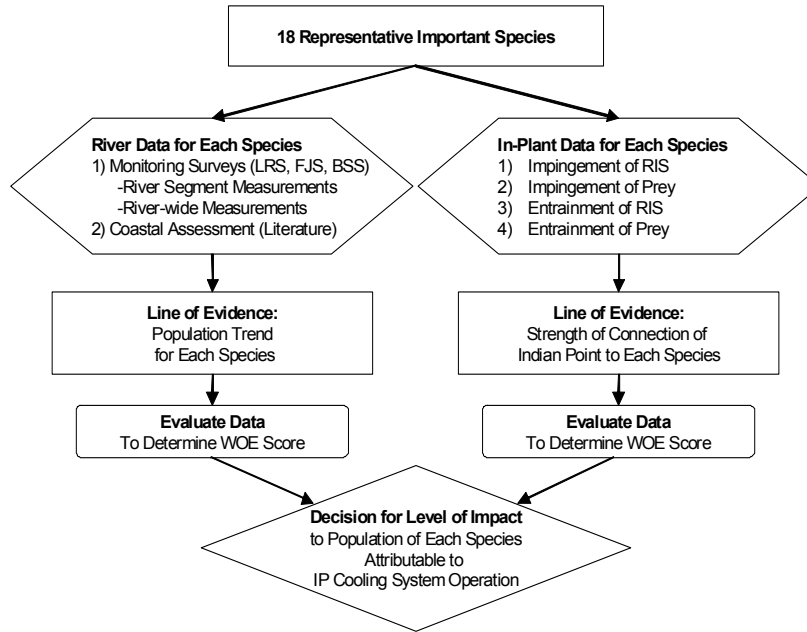 18 Representative Important Species
River Data for Each Species
1) Monitoring Surveys (LRS, FJS, BSS)
-River Segment Measurements
-River-wide Measurements
2) Coastal Assessment (Literature)
In-Plant Data for Each Species
1) Impingement of RIS
2) Impingement of Prey
3) Entrainment of RIS
4) Entrainment of Prey
Line of Evidence:
Population Trend
for Each Species
Line of Evidence:
Strength of Connection of
Indian Point to Each Species
Evaluate Data
To Determine WOE Score
Evaluate Data
To Determine WOE Score
Decision for Level of Impact
to Population of Each Species
Attributable to
IP Cooling System Operation